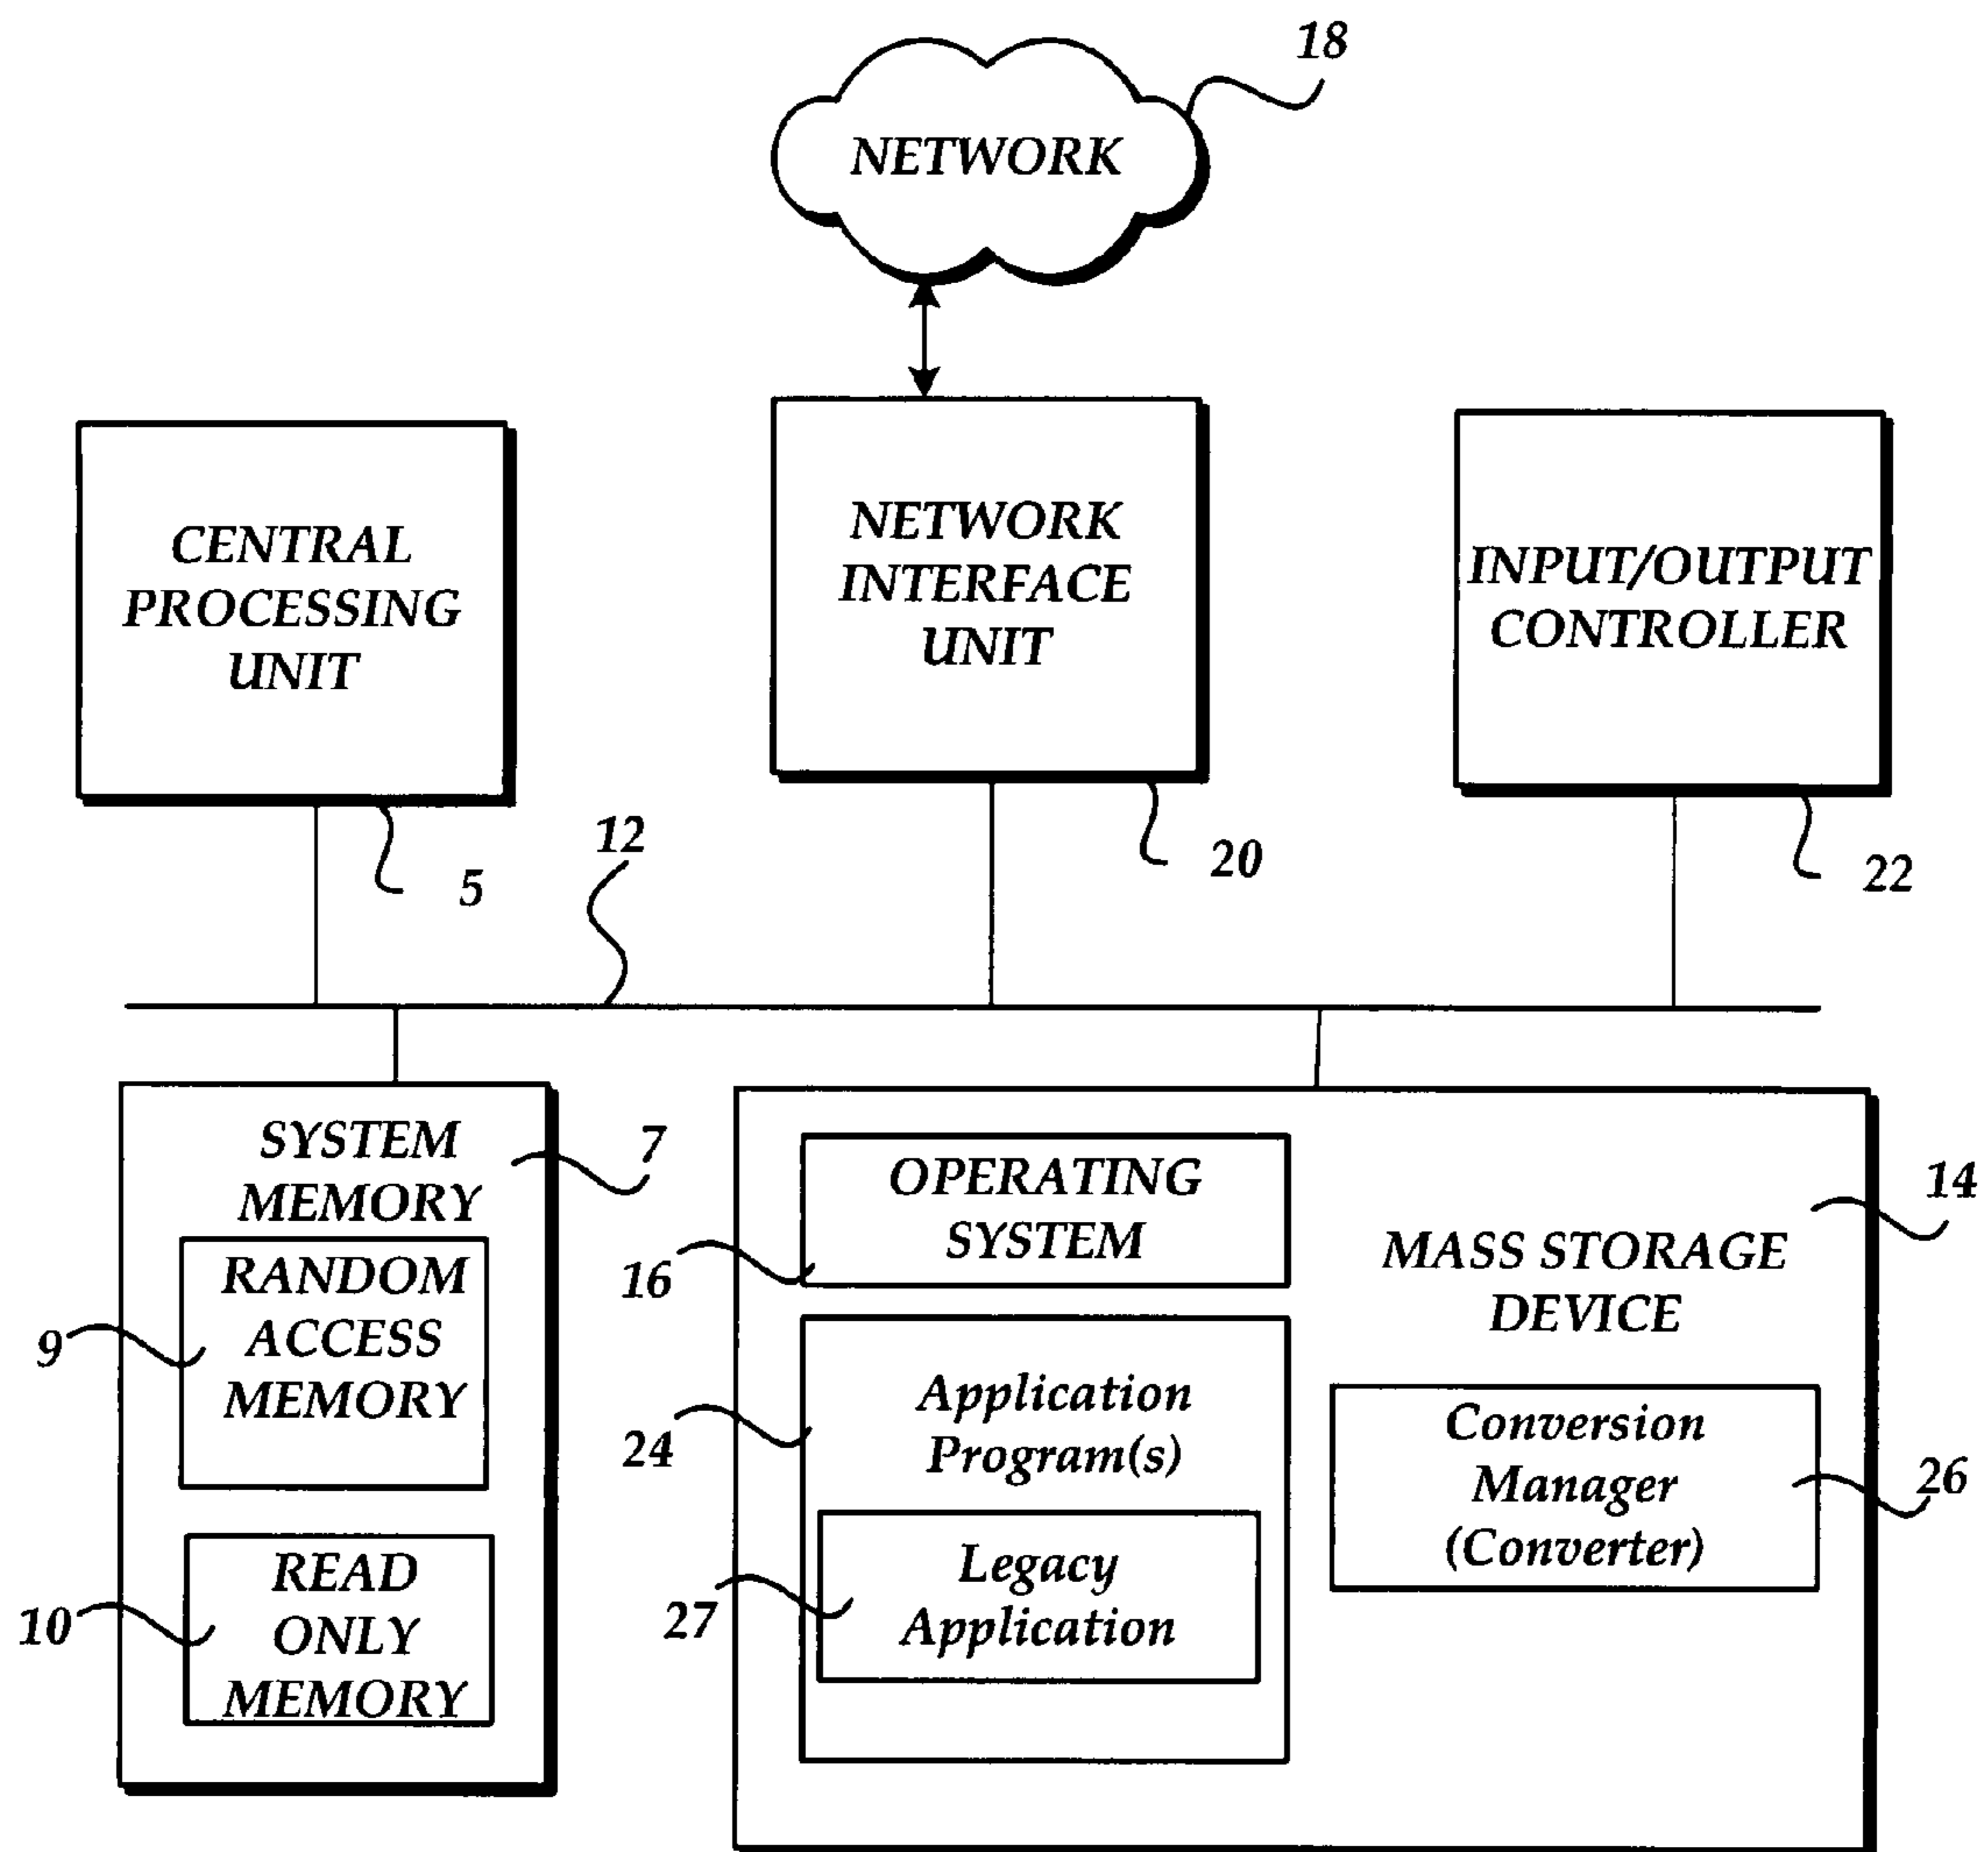 18
NETWORK
CENTRAL
PROCESSING
UNIT
5
NETWORK
INTERFACE
UNIT
20
INPUT/OUTPUT
CONTROLLER
22
12
SYSTEM
MEMORY
7
RANDOM
ACCESS
MEMORY
9
READ
ONLY
MEMORY
10
OPERATING
SYSTEM
16
MASS STORAGE
DEVICE
14
Application
Program(s)
24
Legacy
Application
27
Conversion
Manager
(Converter)
26